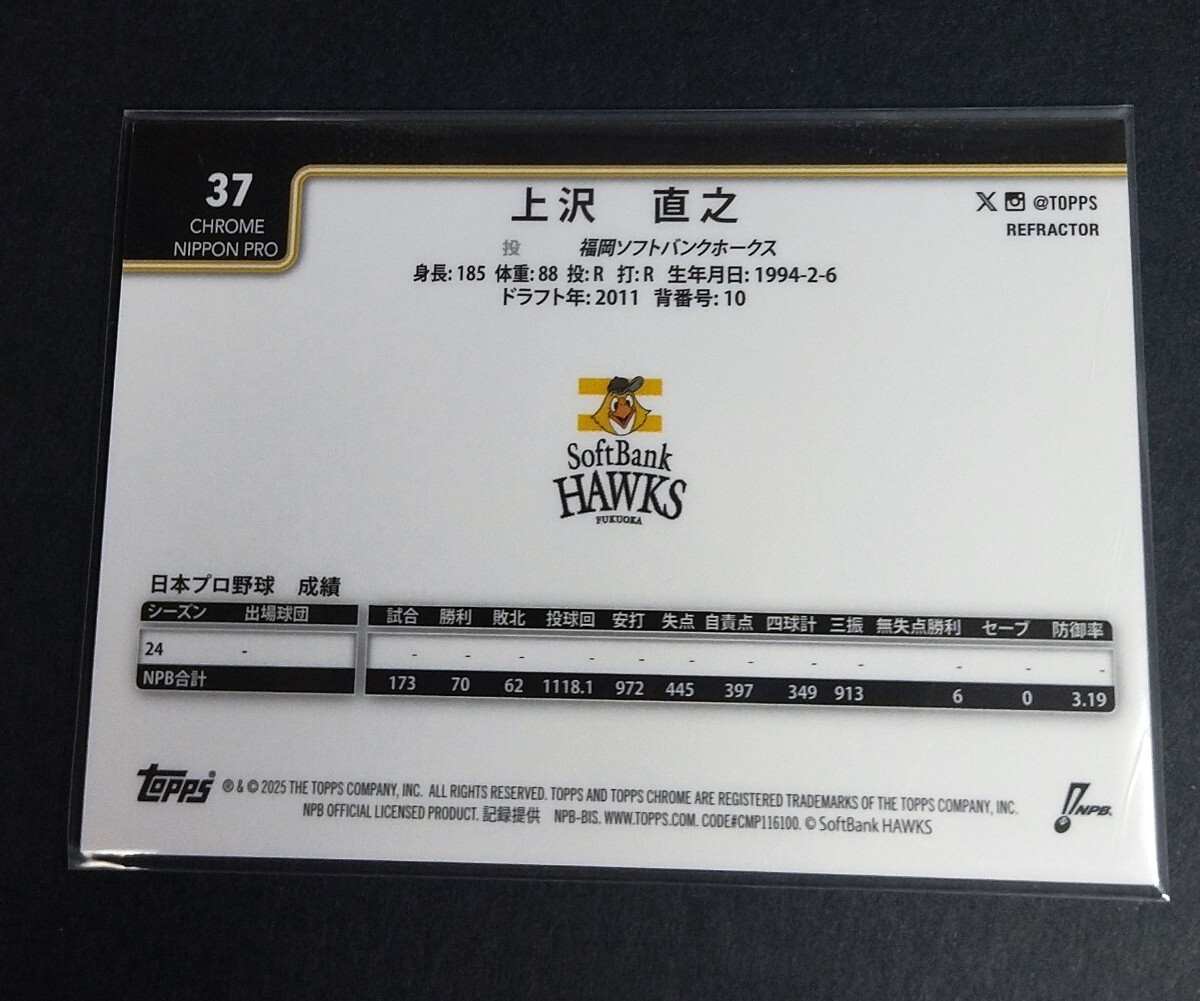 37
CHROME
NIPPON PRO
上沢 直之
投 福岡ソフトバンクホークス
身長: 185 体重: 88 投: R 打: R 生年月日: 1994-2-6
ドラフト年: 2011 背番号: 10
@TOPPS
REFRACTOR
SoftBank
HAWKS
FUKUOKA
日本プロ野球 成績
シーズン 出場球団 試合 勝利 敗北 投球回 安打 失点 自責点 四球計 三振 無失点勝利 セーブ 防御率
24 - - - - - - - - - - - - -
NPB合計 173 70 62 1118.1 972 445 397 349 913 6 0 3.19
Topps® ® & © 2025 THE TOPPS COMPANY, INC. ALL RIGHTS RESERVED. TOPPS AND TOPPS CHROME ARE REGISTERED TRADEMARKS OF THE TOPPS COMPANY, INC.
NPB OFFICIAL LICENSED PRODUCT. 記録提供 NPB-BIS. WWW.TOPPS.COM. CODE#CMP116100. © SoftBank HAWKS
NPB.